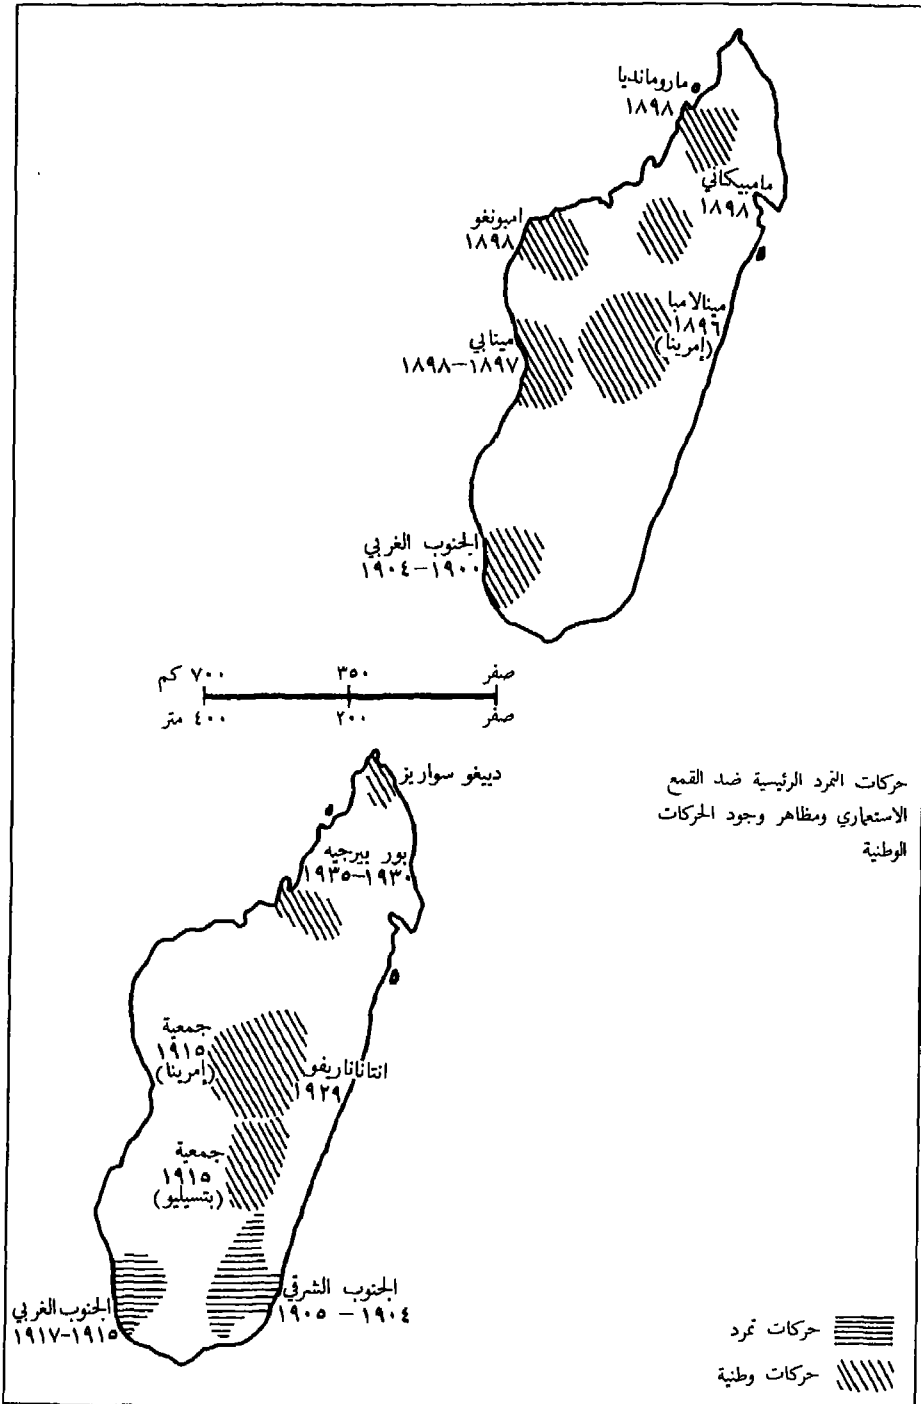 مارومانديا
١٨٩٨
مامبيكاني
١٨٩٨
امبونغو
١٨٩٨
مينالامبا
١٨٩٦
(إمرينا)
مينابي
١٨٩٧–١٨٩٨
الجنوب الغربي
١٩٠٠–١٩٠٤
صفر ٣٥٠ ٧٠٠ كم
صفر ٢٠٠ ٤٠٠ متر
حركات التمرد الرئيسية ضد القمع
الاستعماري ومظاهر وجود الحركات
الوطنية
دييغو سواريز
بور بيرجيه
١٩٣٠–١٩٣٥
جمعية
١٩١٥
(إمرينا)
انتاناناريفو
١٩٢٩
جمعية
١٩١٥
(بتسيليو)
الجنوب الشرقي
١٩٠٤ – ١٩٠٥
الجنوب الغربي
١٩١٥–١٩١٧
حركات تمرد
حركات وطنية